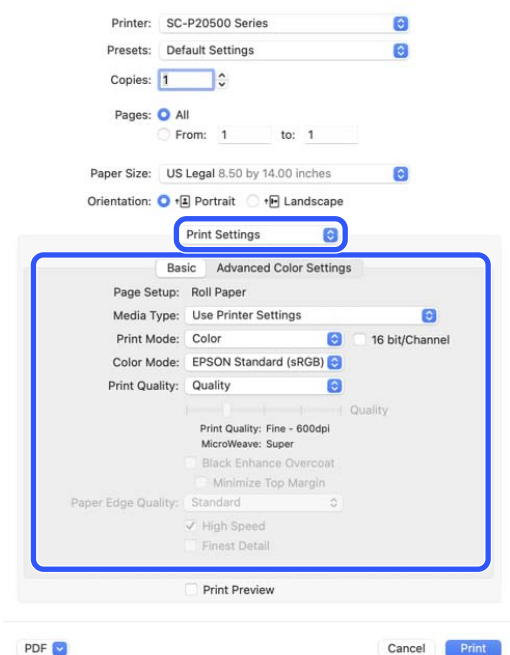 Printer: SC-P20500 Series
Presets: Default Settings
Copies: 1
Pages: All
From: 1 to: 1
Paper Size: US Legal 8.50 by 14.00 inches
Orientation: Portrait Landscape
Print Settings
Basic Advanced Color Settings
Page Setup: Roll Paper
Media Type: Use Printer Settings
Print Mode: Color 16 bit/Channel
Color Mode: EPSON Standard (sRGB)
Print Quality: Quality
Quality
Print Quality: Fine - 600dpi
MicroWeave: Super
Black Enhance Overcoat
Minimize Top Margin
Paper Edge Quality: Standard
High Speed
Finest Detail
Print Preview
PDF Cancel Print